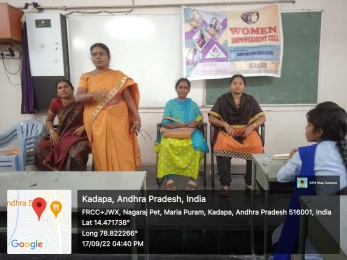 WOMEN
EMPOWERMENT CELL
GPS Map Camera
Kadapa, Andhra Pradesh, India
FRCC+JWX, Nagaraj Pet, Maria Puram, Kadapa, Andhra Pradesh 516001, India
Lat 14.471738°
Long 78.822266°
17/09/22 04:40 PM
Google